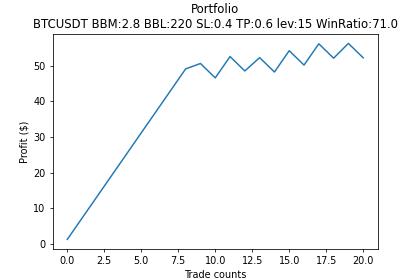 Portfolio
BTCUSDT BBM:2.8 BBL:220 SL:0.4 TP:0.6 lev:15 WinRatio:71.0
Profit ($)
50
40
30
20
10
0
0.0 2.5 5.0 7.5 10.0 12.5 15.0 17.5 20.0
Trade counts